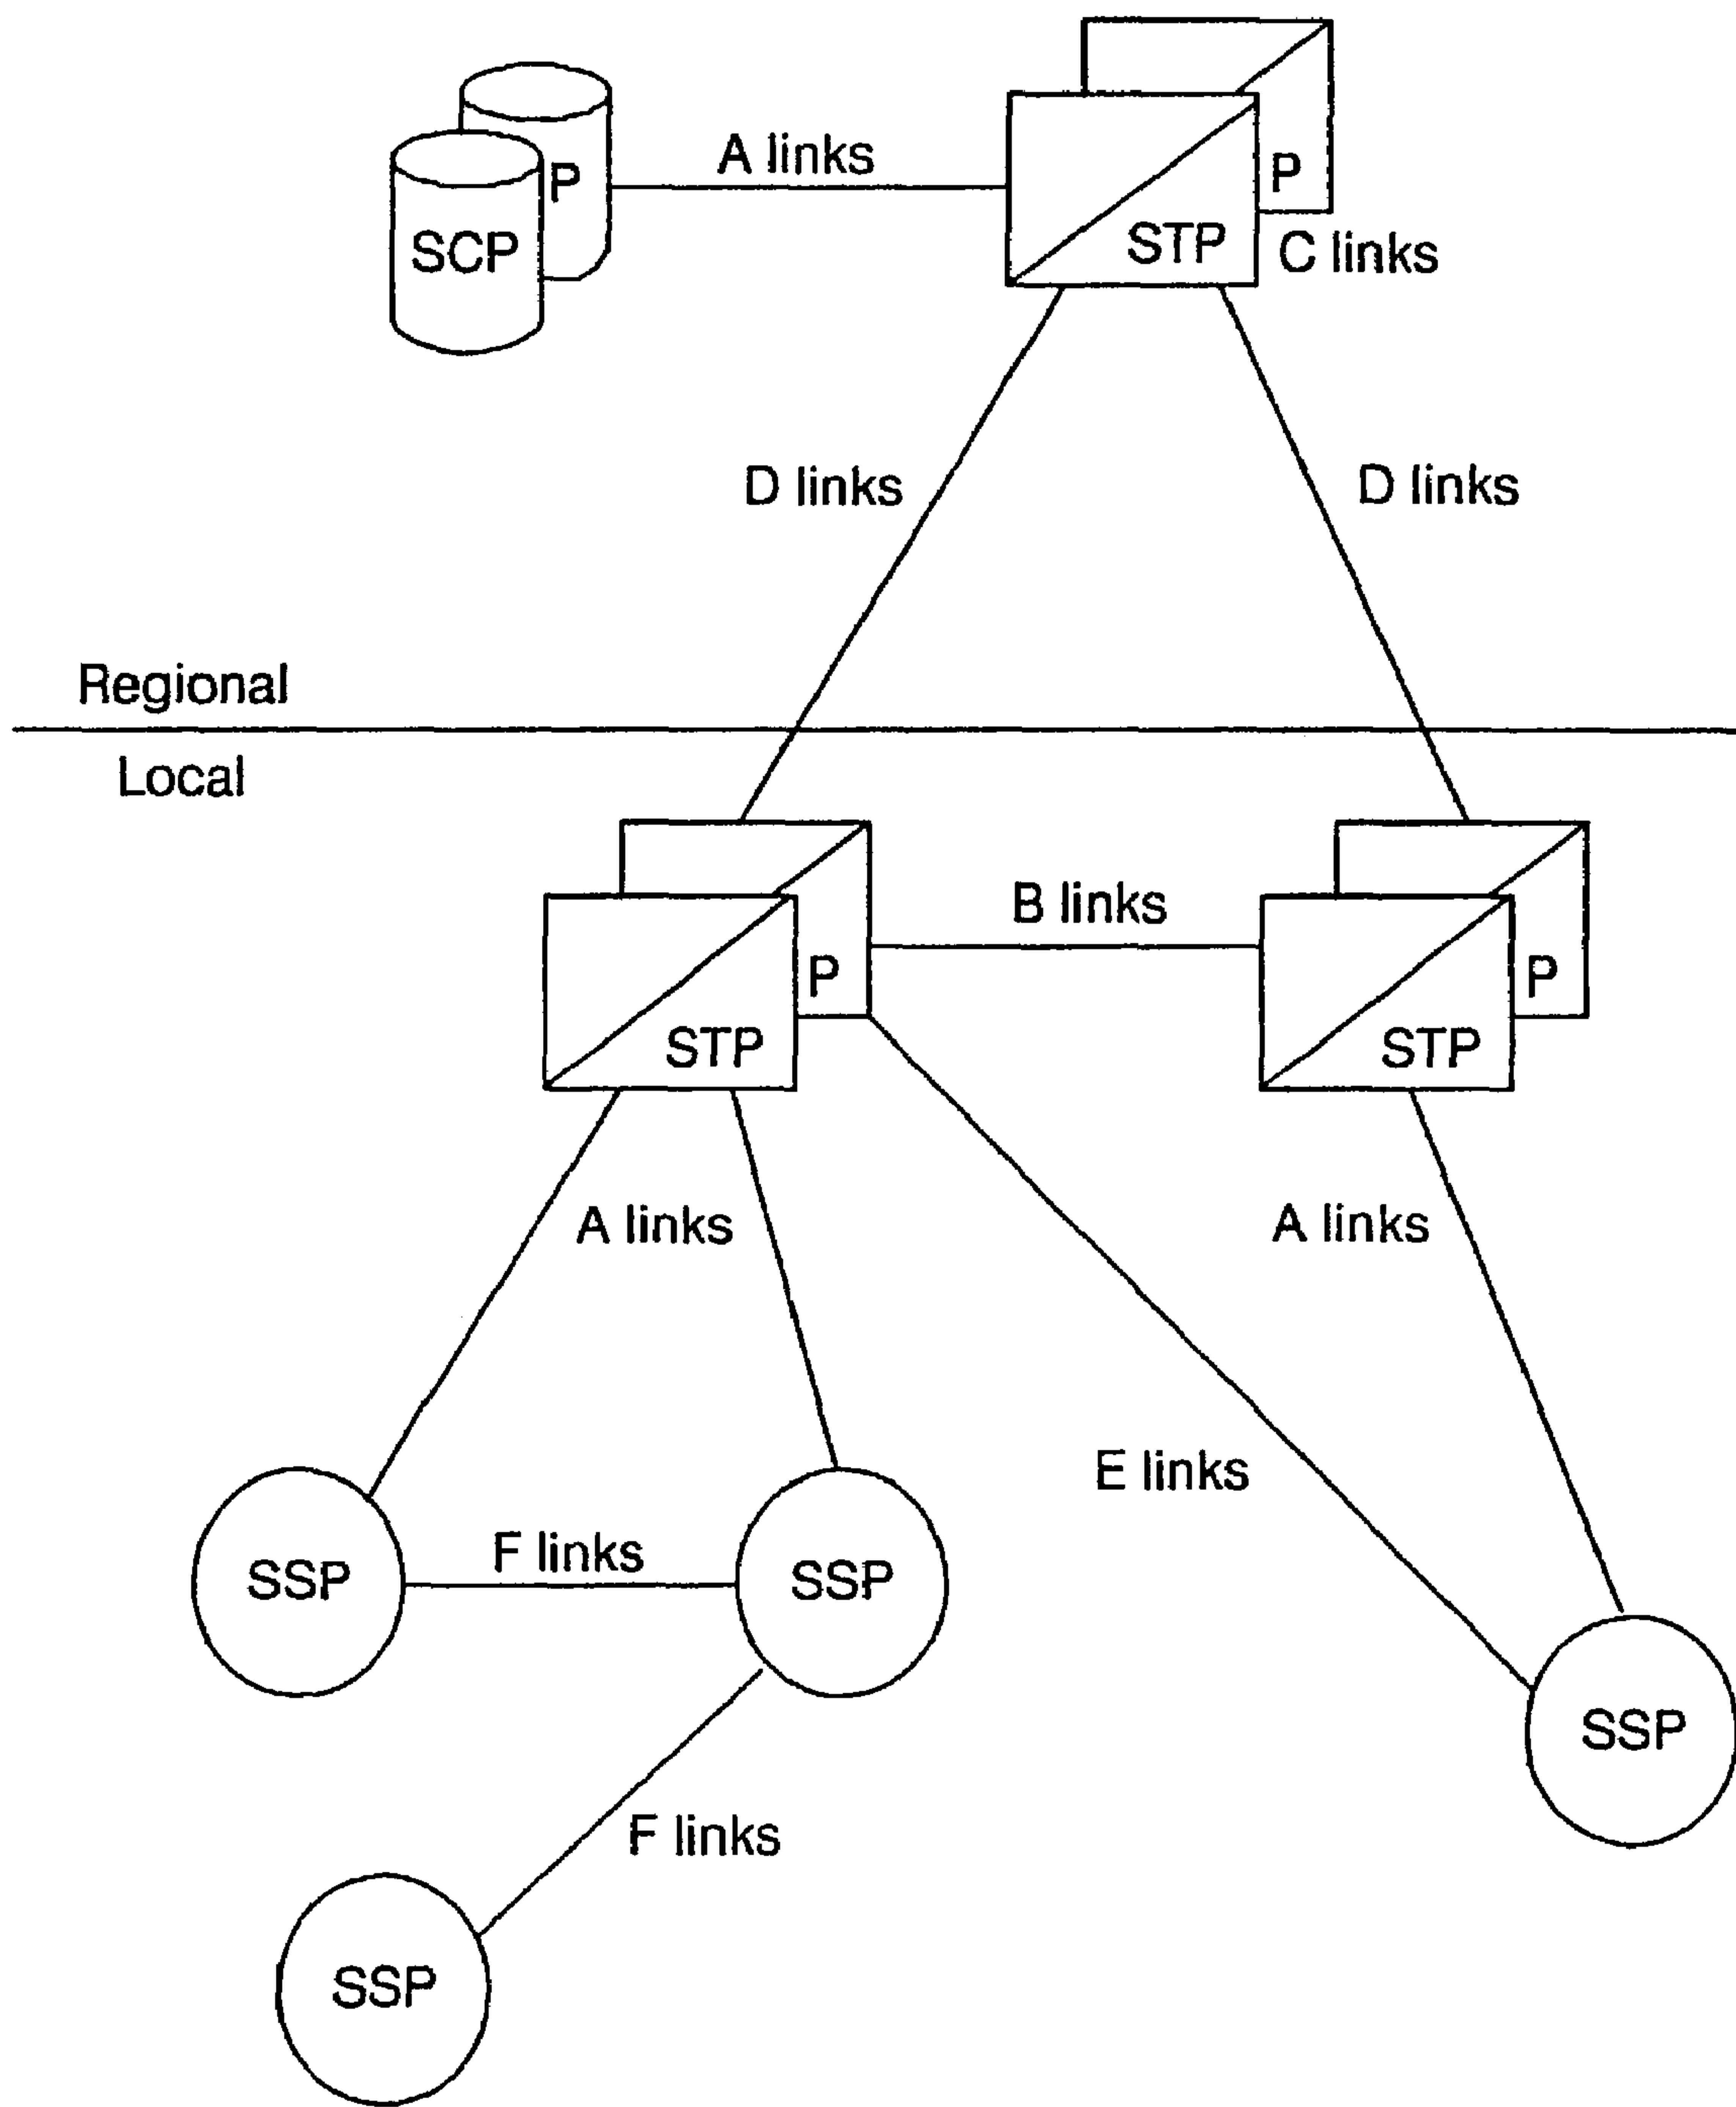 A links
P
P
SCP
STP
C links
D links
D links
Regional
Local
B links
P
P
STP
STP
A links
A links
E links
F links
SSP
SSP
SSP
F links
SSP